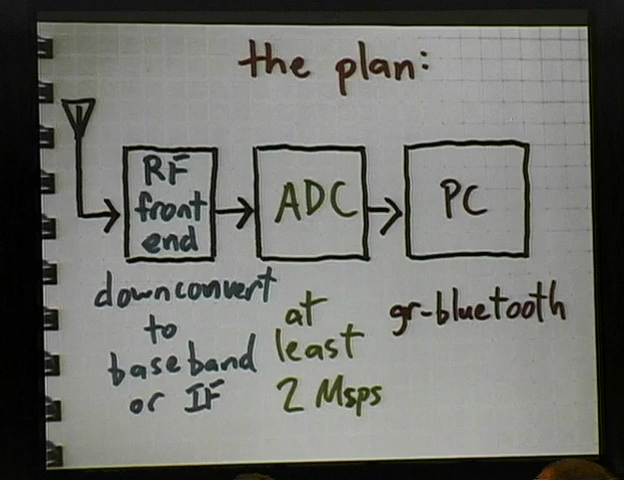 the plan:
RF
front
end
ADC
PC
downconvert
to
baseband
or IF
at
least
2 Msps
gr-bluetooth